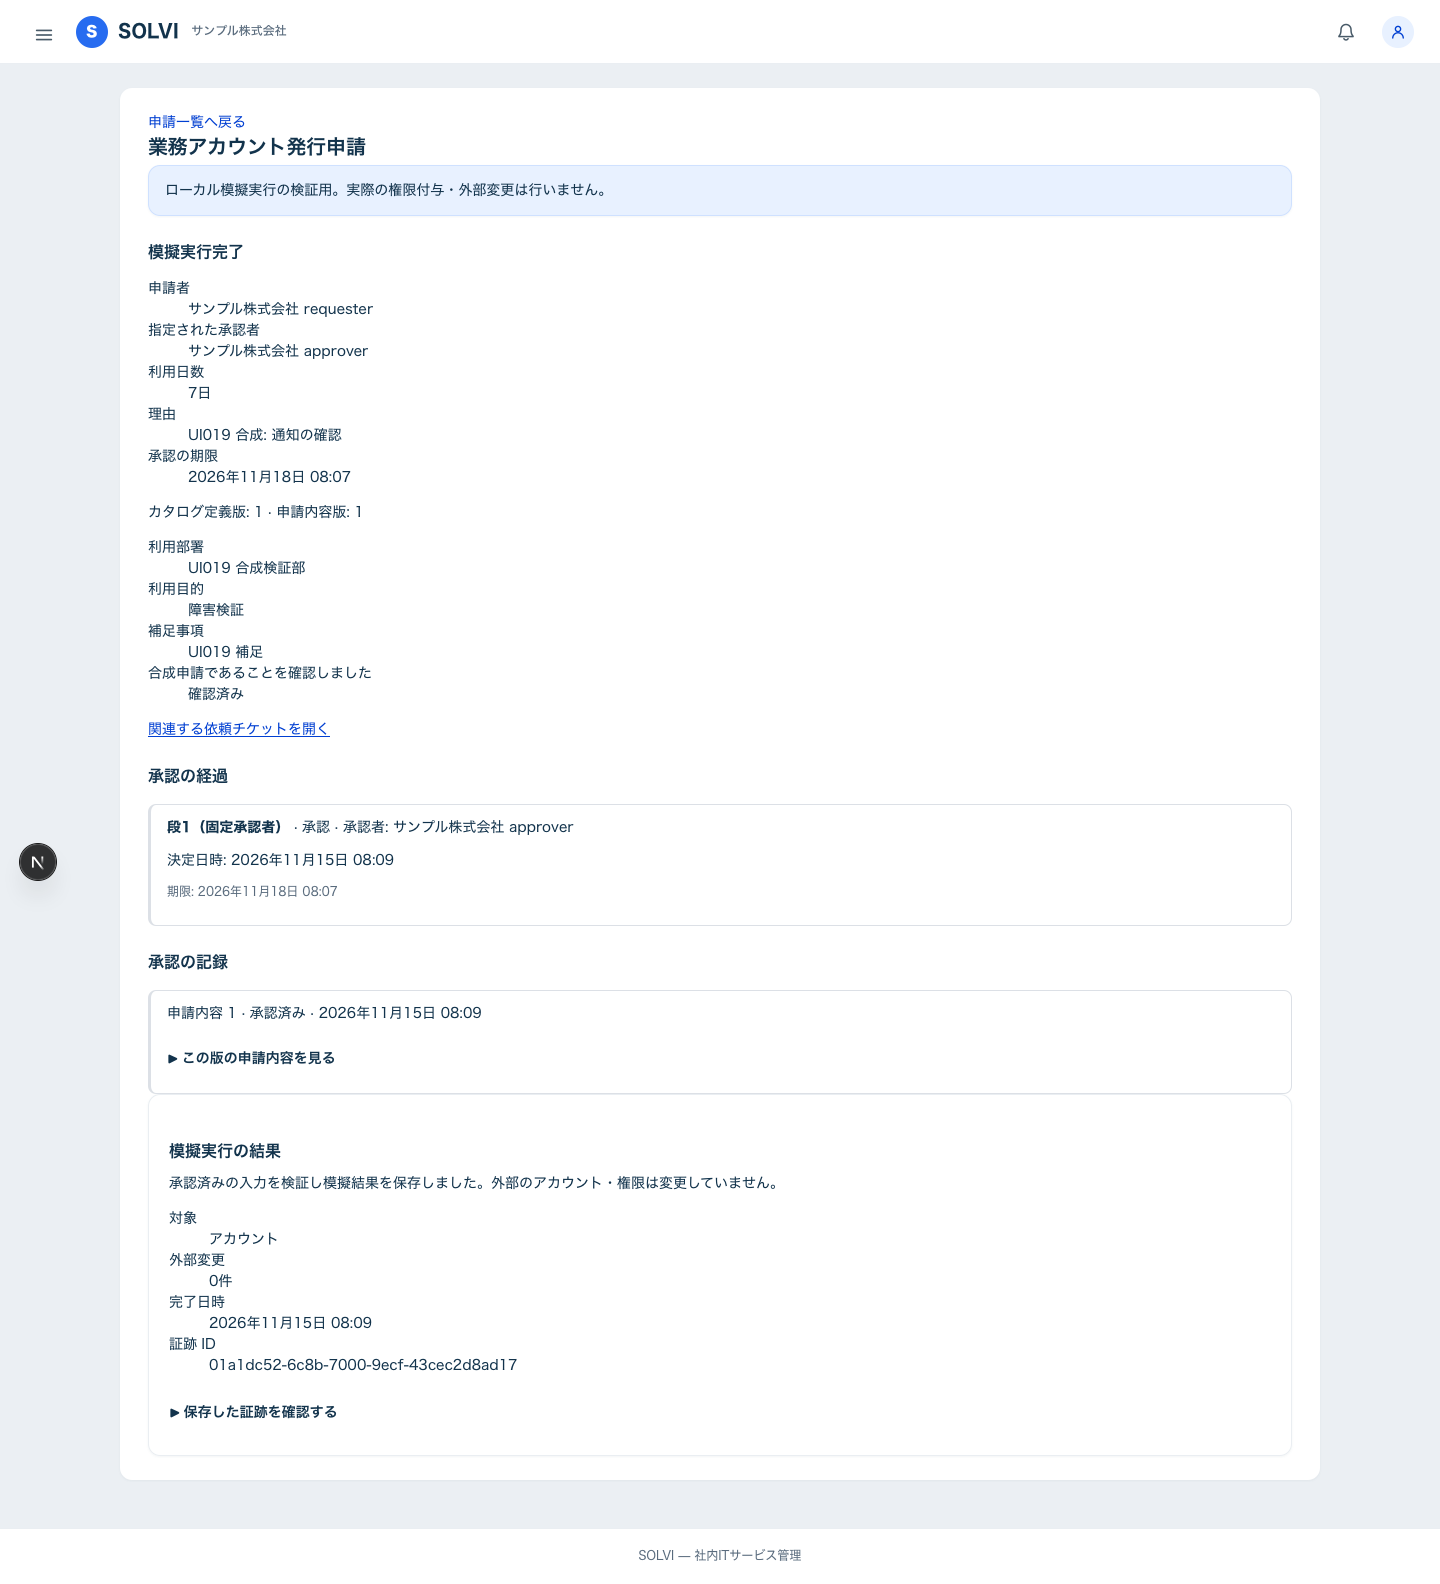 S SOLVI サンプル株式会社
申請一覧へ戻る
業務アカウント発行申請
ローカル模擬実行の検証用。実際の権限付与・外部変更は行いません。
模擬実行完了
申請者
サンプル株式会社 requester
指定された承認者
サンプル株式会社 approver
利用日数
7日
理由
UI019 合成: 通知の確認
承認の期限
2026年11月18日 08:07
カタログ定義版: 1 · 申請内容版: 1
利用部署
UI019 合成検証部
利用目的
障害検証
補足事項
UI019 補足
合成申請であることを確認しました
確認済み
関連する依頼チケットを開く
承認の経過
段1（固定承認者） · 承認 · 承認者: サンプル株式会社 approver
決定日時: 2026年11月15日 08:09
期限: 2026年11月18日 08:07
N
承認の記録
申請内容 1 · 承認済み · 2026年11月15日 08:09
▶ この版の申請内容を見る
模擬実行の結果
承認済みの入力を検証し模擬結果を保存しました。外部のアカウント・権限は変更していません。
対象
アカウント
外部変更
0件
完了日時
2026年11月15日 08:09
証跡 ID
01a1dc52-6c8b-7000-9ecf-43cec2d8ad17
▶ 保存した証跡を確認する
SOLVI — 社内ITサービス管理